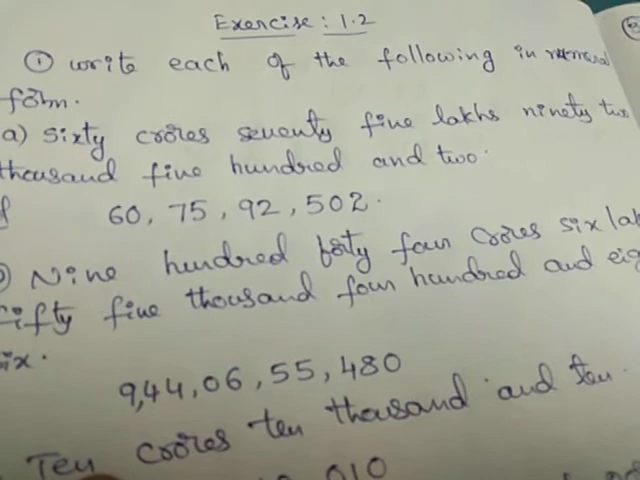 Exercise : 1.2
① write each of the following in numeral
form.
a) Sixty crores seventy five lakhs ninety two
thousand five hundred and two.
60, 75, 92, 502.
Nine hundred forty four crores six lak
fifty five thousand four hundred and eig
six.
9,44, 06, 55, 480
Ten crores ten thousand and ten.
010